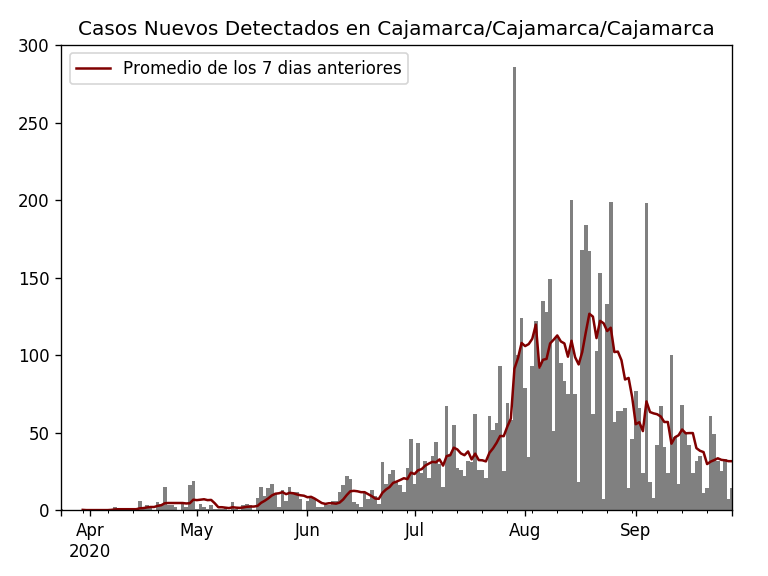 Casos Nuevos Detectados en Cajamarca/Cajamarca/Cajamarca
Promedio de los 7 dias anteriores
300
250
200
150
100
50
0
Apr May Jun Jul Aug Sep
2020